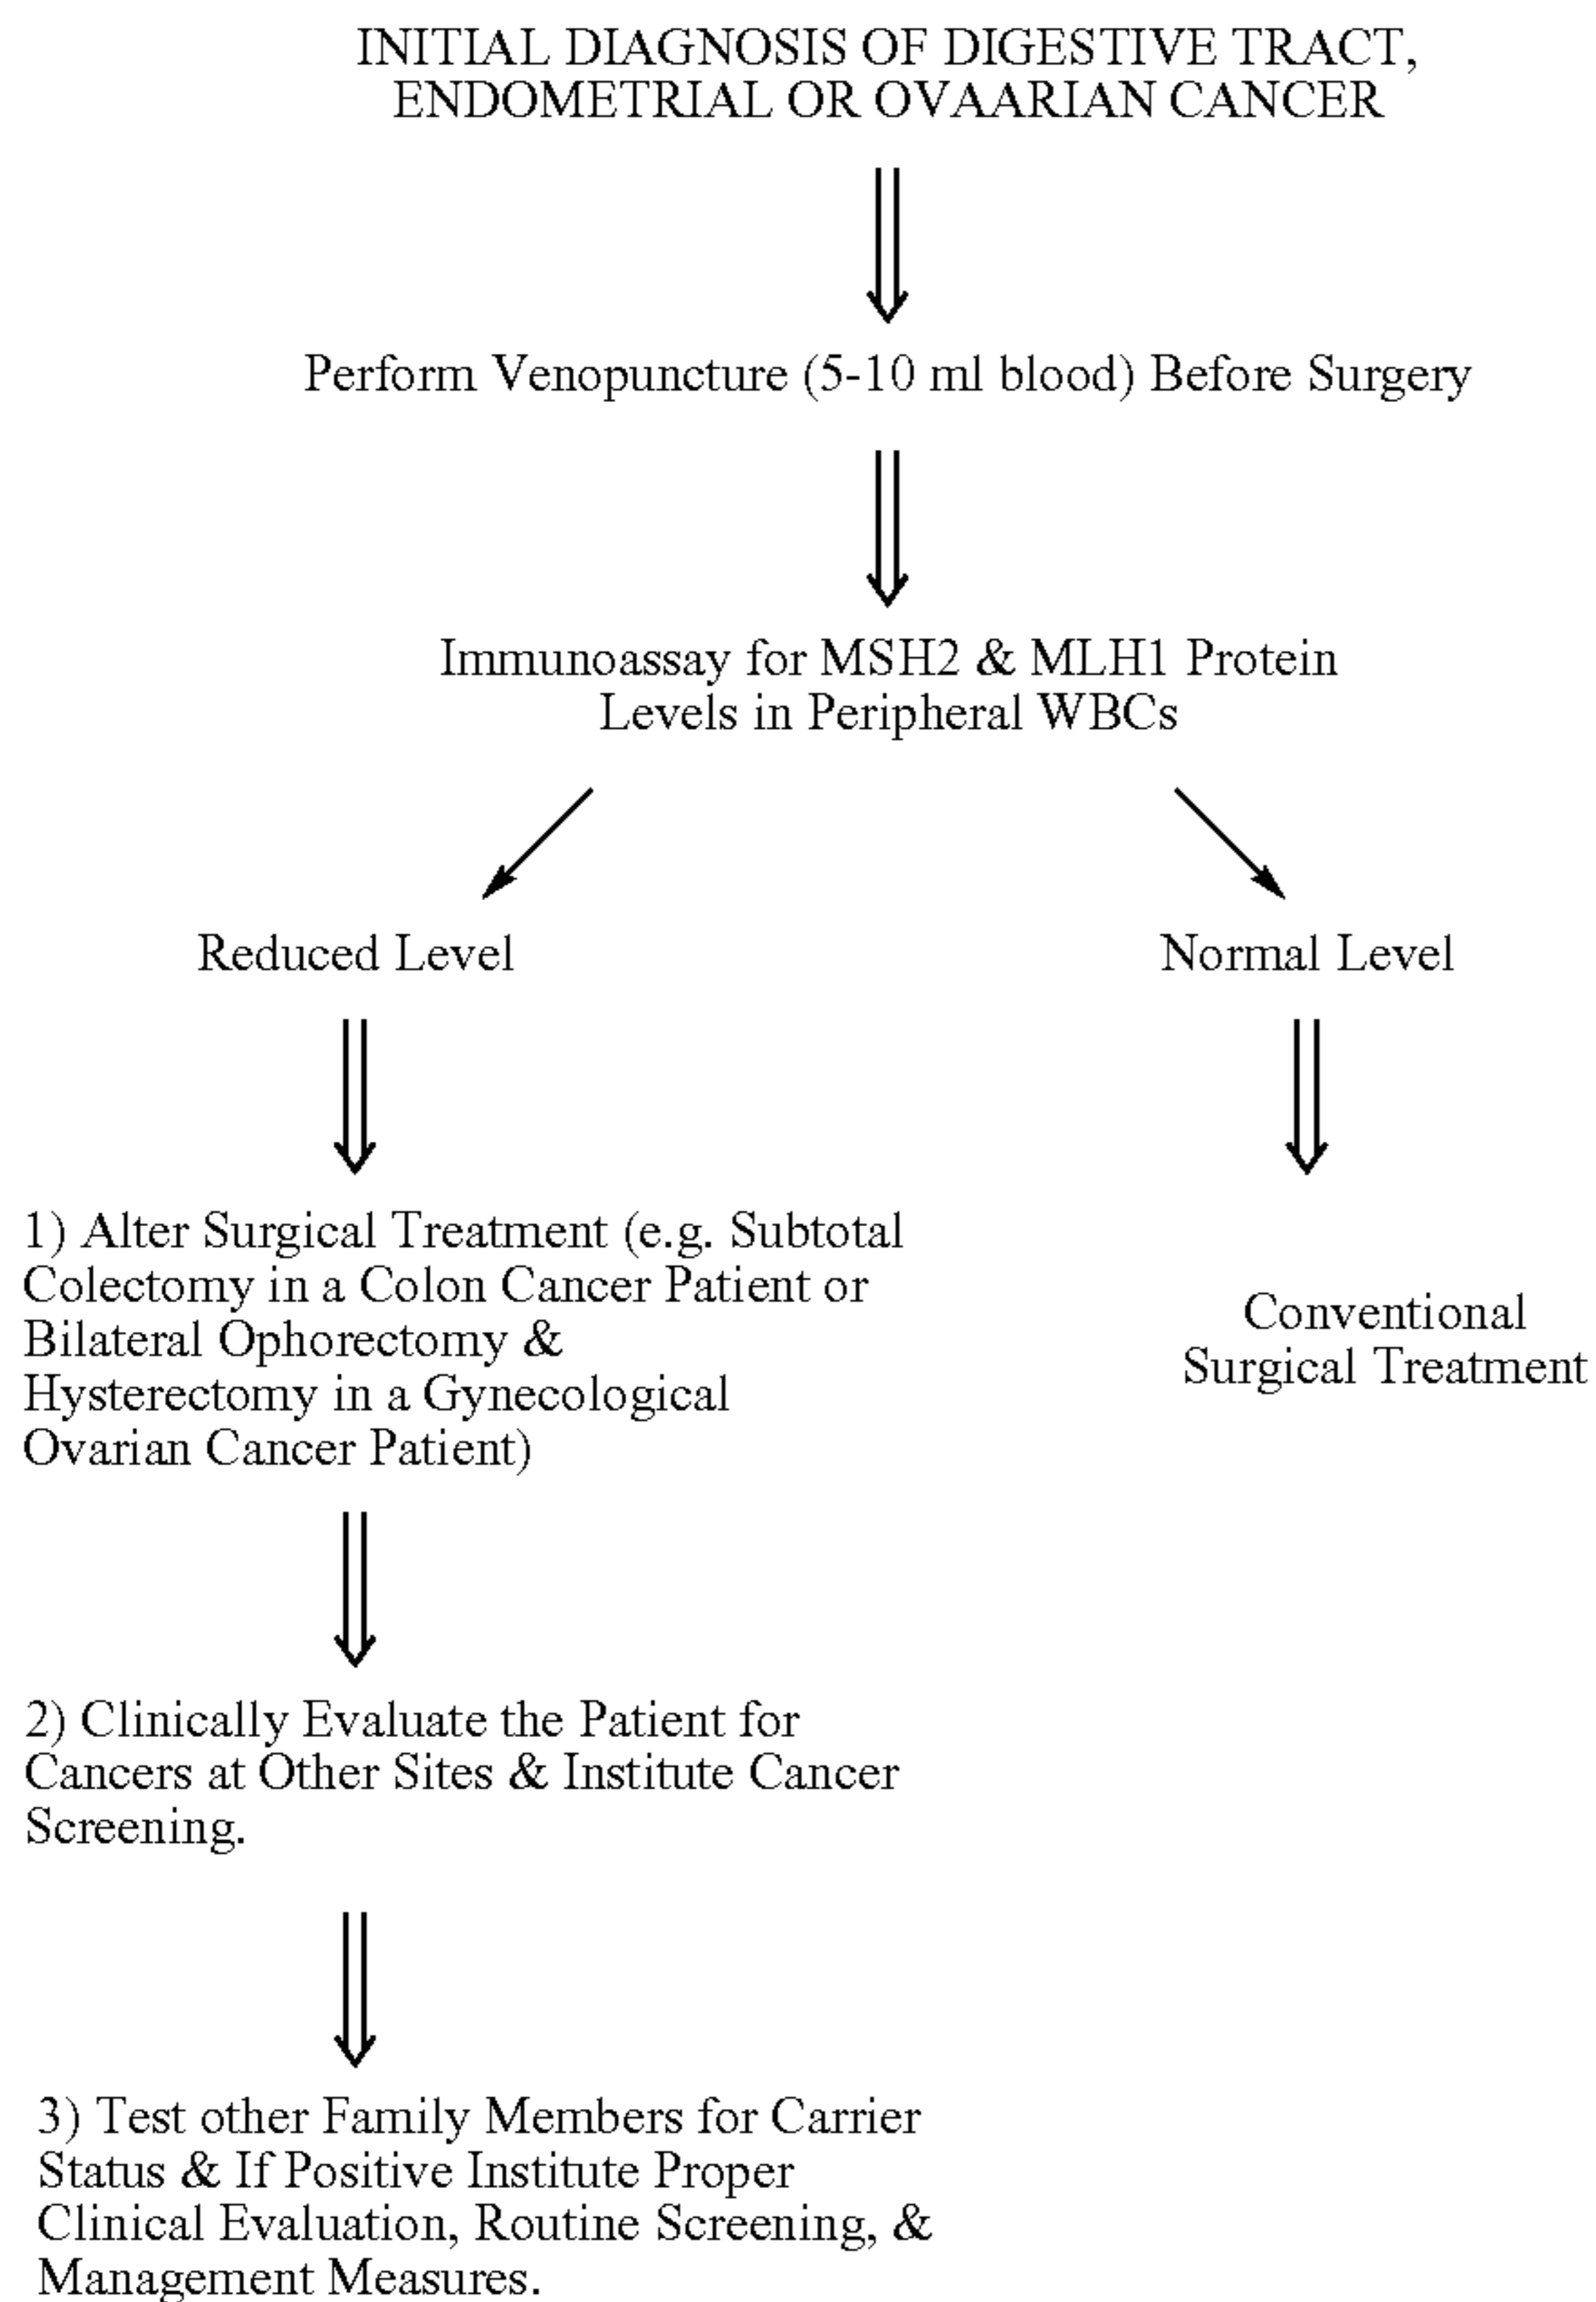 INITIAL DIAGNOSIS OF DIGESTIVE TRACT,
ENDOMETRIAL OR OVAARIAN CANCER
Perform Venopuncture (5-10 ml blood) Before Surgery
Immunoassay for MSH2 & MLH1 Protein
Levels in Peripheral WBCs
Reduced Level
Normal Level
1) Alter Surgical Treatment (e.g. Subtotal
Colectomy in a Colon Cancer Patient or
Bilateral Ophorectomy &
Hysterectomy in a Gynecological
Ovarian Cancer Patient)
Conventional
Surgical Treatment
2) Clinically Evaluate the Patient for
Cancers at Other Sites & Institute Cancer
Screening.
3) Test other Family Members for Carrier
Status & If Positive Institute Proper
Clinical Evaluation, Routine Screening, &
Management Measures.